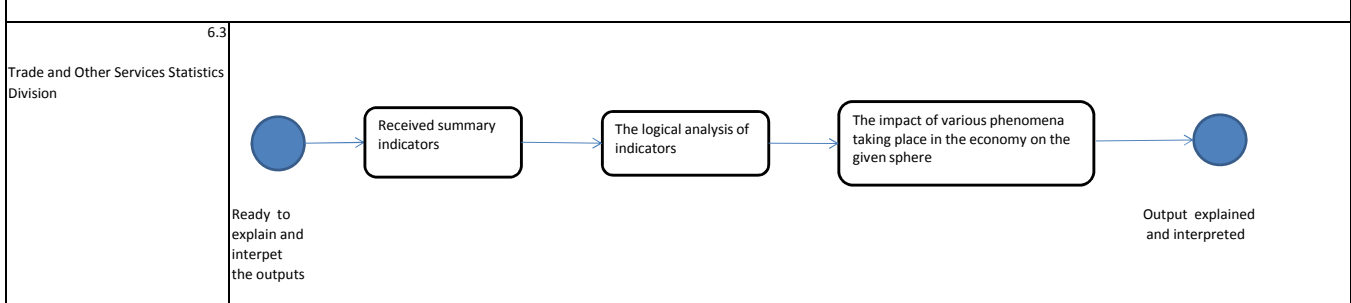 6.3
Trade and Other Services Statistics
Division
Received summary
indicators
The logical analysis of
indicators
The impact of various phenomena
taking place in the economy on the
given sphere
Ready to
explain and
interpet
the outputs
Output explained
and interpreted